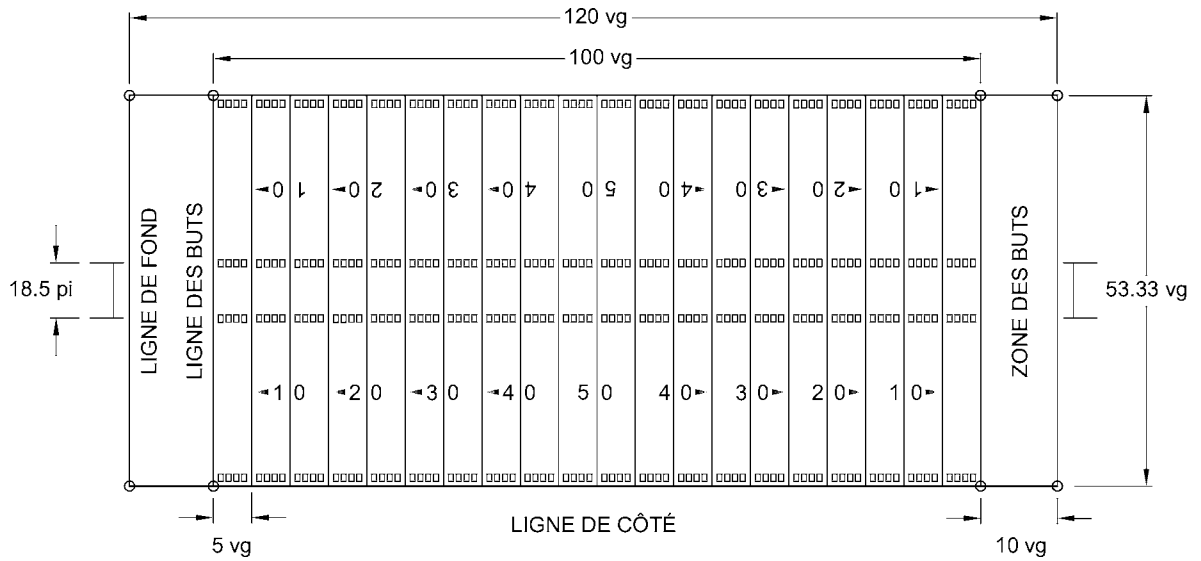 120 vg
100 vg
◄0 1 ◄0 2 ◄0 3 ◄0 4 0 5 0 4► 0 3► 0 2► 0 1►
LIGNE DE FOND
LIGNE DES BUTS
18.5 pi
ZONE DES BUTS
53.33 vg
◄1 0 ◄2 0 ◄3 0 ◄4 0 5 0 4 0► 3 0► 2 0► 1 0►
5 vg
LIGNE DE CÔTÉ
10 vg